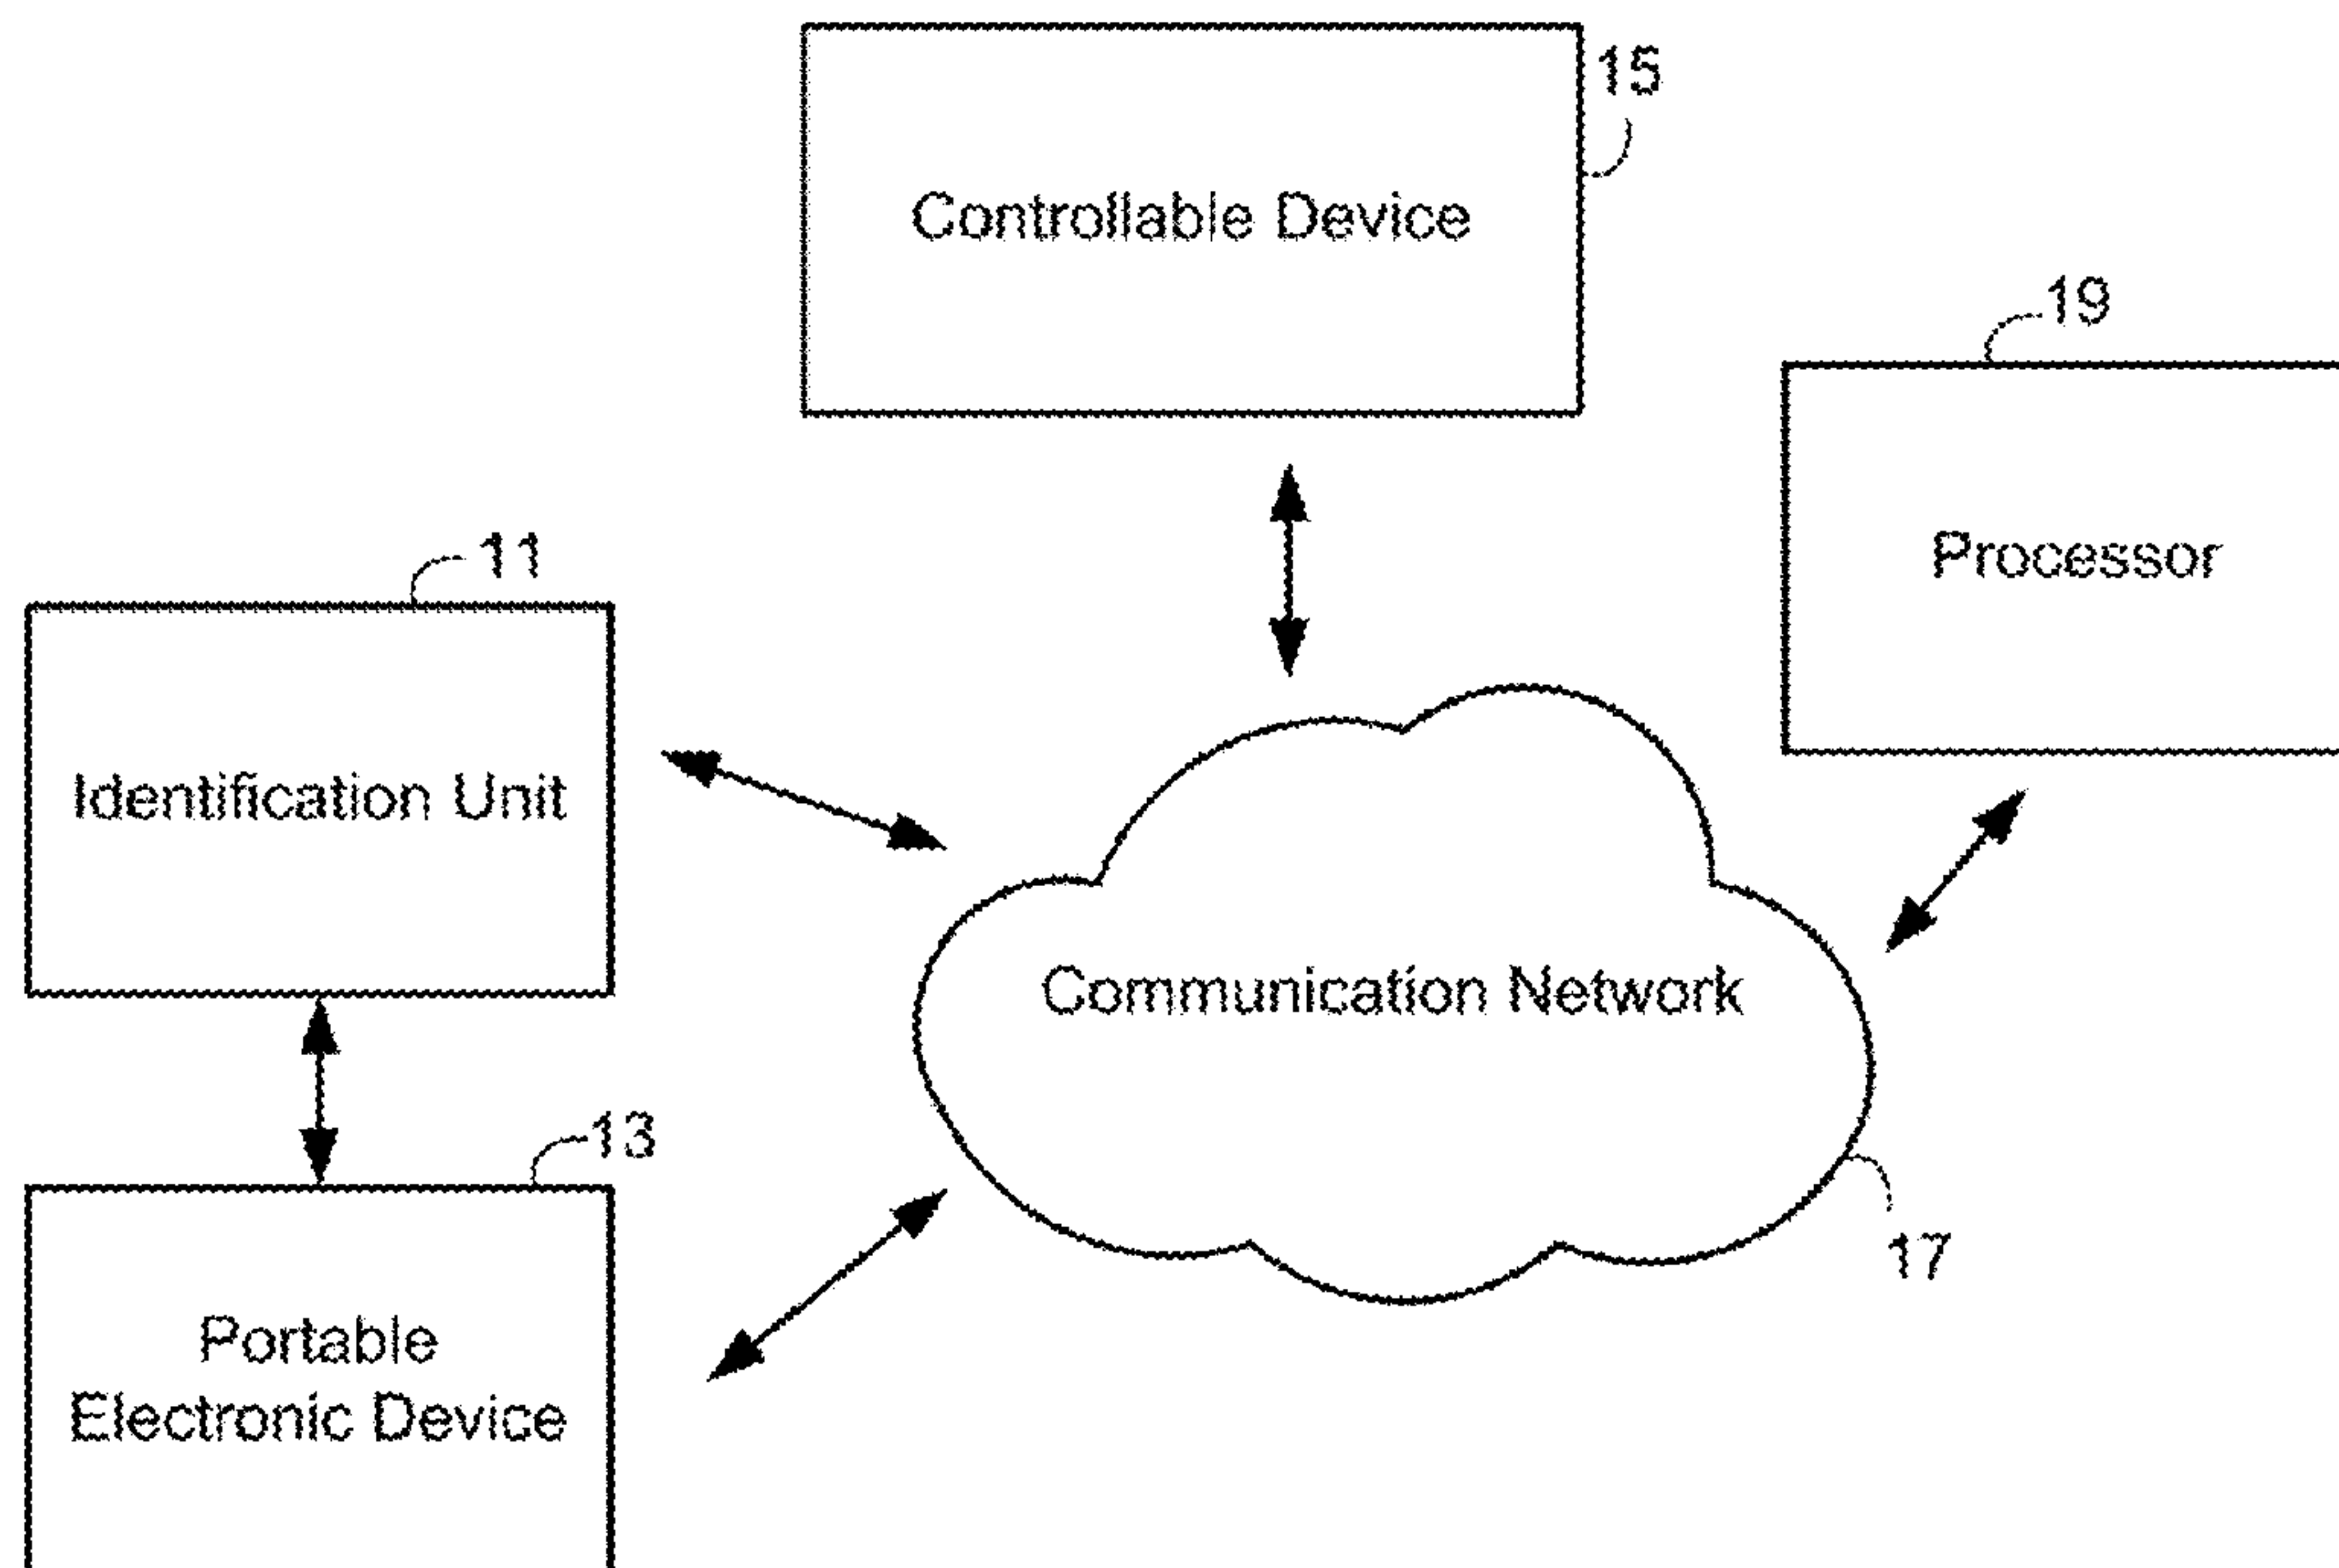 15
Controllable Device
19
Processor
11
Identification Unit
Communication Network
13
17
Portable
Electronic Device